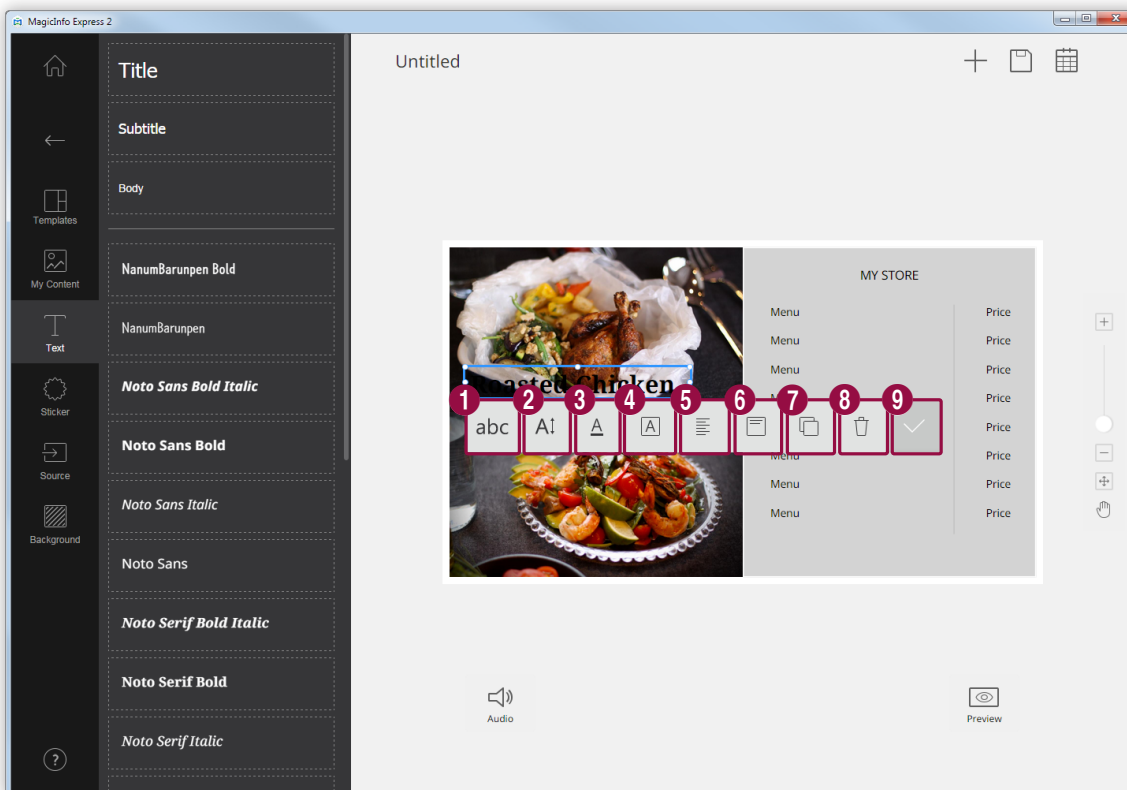 MagicInfo Express 2
Untitled
Templates
My Content
Text
Sticker
Source
Background
?
Title
Subtitle
Body
NanumBarunpen Bold
NanumBarunpen
Noto Sans Bold Italic
Noto Sans Bold
Noto Sans Italic
Noto Sans
Noto Serif Bold Italic
Noto Serif Bold
Noto Serif Italic
MY STORE
Menu Price
Menu Price
Menu Price
Roasted Chicken
Price
1 2 3 4 5 6 7 8 9
abc A A A
Price
Menu Price
Menu Price
Menu Price
Audio
Preview